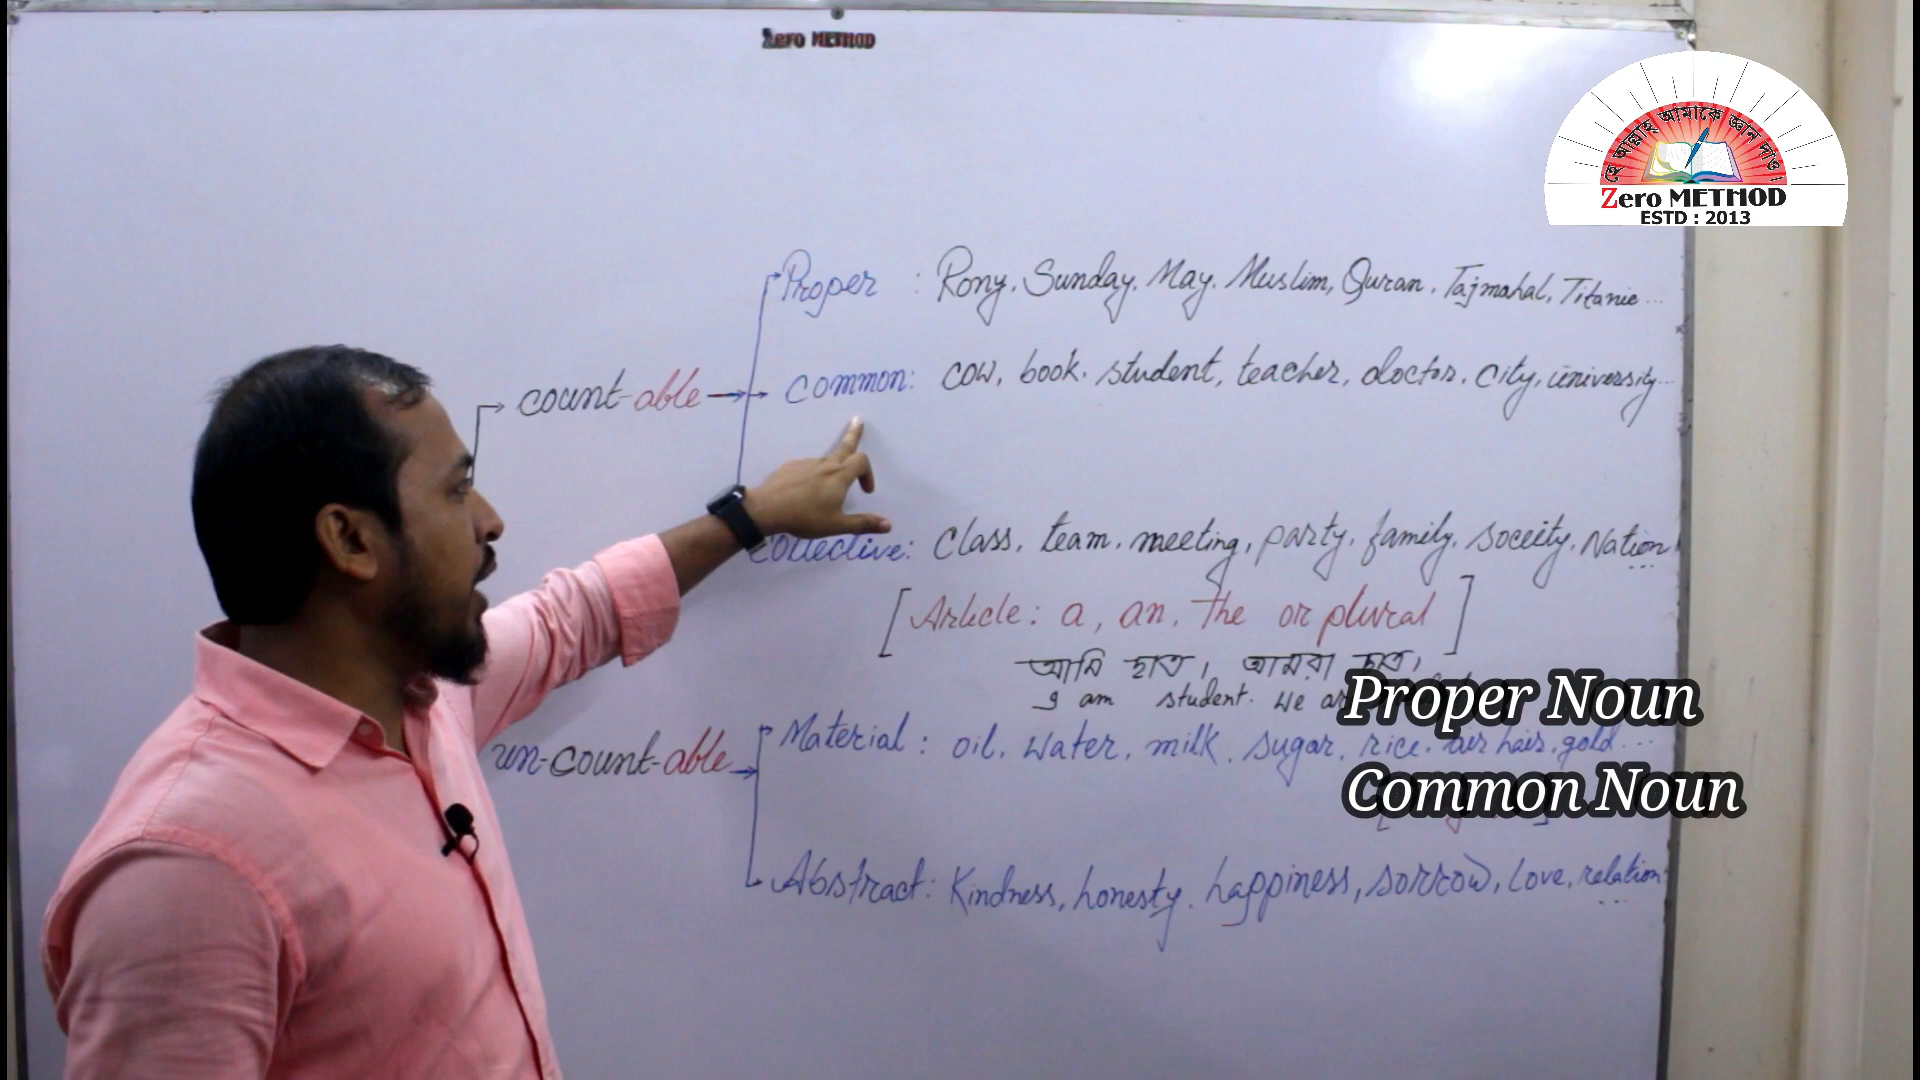 Zero METHOD
হে আল্লাহ আমাকে জ্ঞান দাও।
Zero METHOD
ESTD : 2013
Proper : Rony, Sunday, May, Muslim, Quran, Tajmahal, Titanic...
count-able common: cow, book, student, teacher, doctor, city, university...
collective: Class, team, meeting, party, family, soceity, Nation...
[Article: a, an, the or plural]
আমি ছাত্র। আমরা ছাত্র।
I am student. We
Proper Noun
un-count-able Material: oil, water, milk, sugar, rice, air, hair, gold...
Common Noun
Abstract: Kindness, honesty, happiness, sorrow, Love, relation...